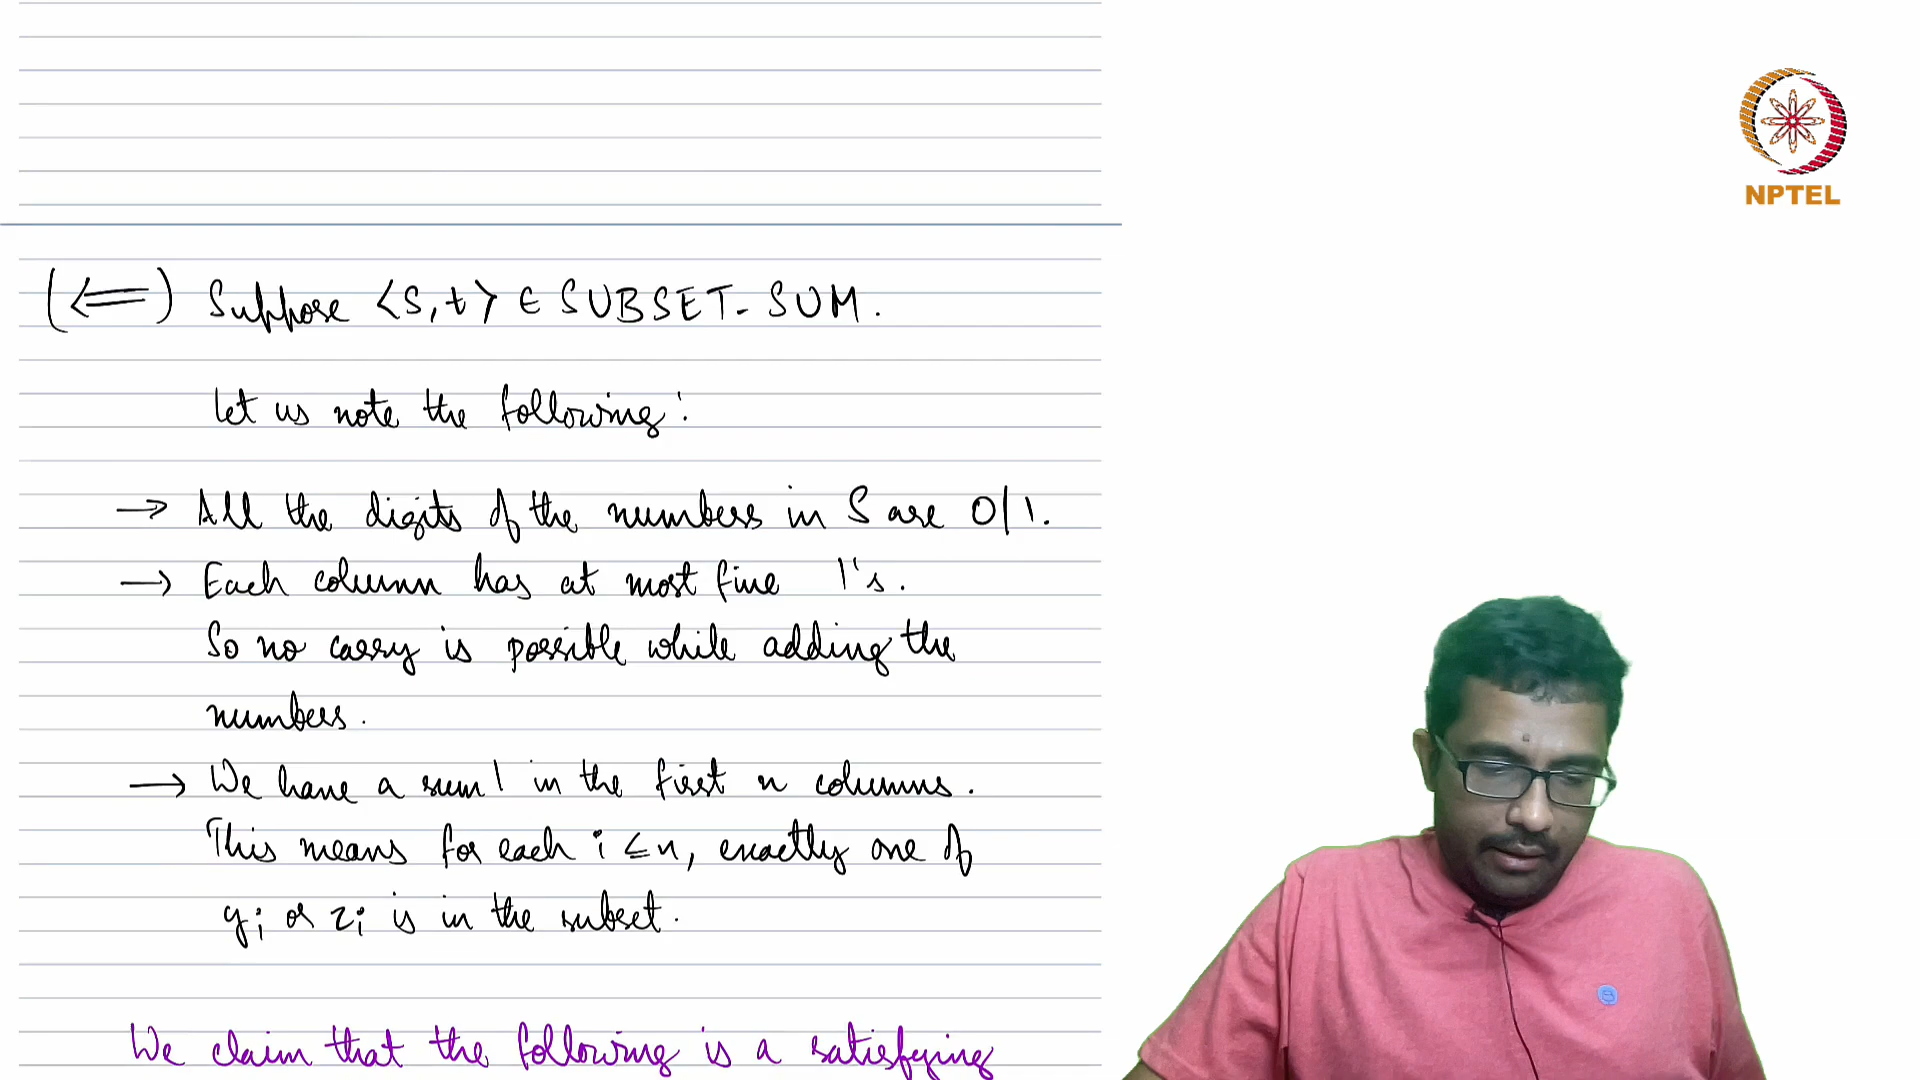 (⇐) Suppose <S,t> ∈ SUBSET-SUM.
NPTEL
Let us note the following:
→ All the digits of the numbers in S are 0/1.
→ Each column has at most five 1's.
So no carry is possible while adding the
numbers.
→ We have a sum 1 in the first n columns.
This means for each i ≤ n, exactly one of
yi or zi is in the subset.
We claim that the following is a satisfying